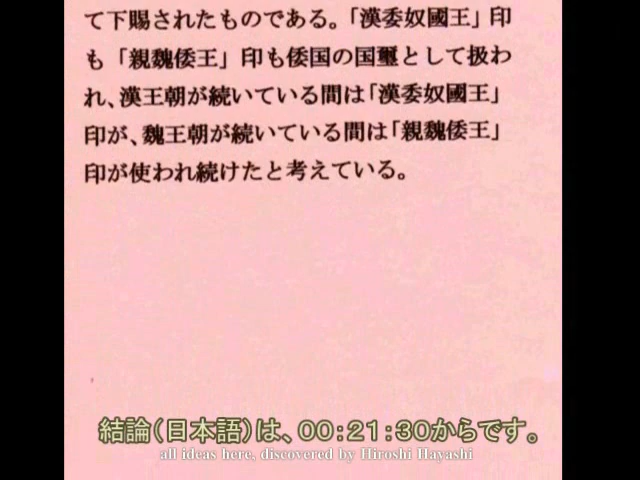 て下賜されたものである。「漢委奴國王」印
も「親魏倭王」印も倭国の国璽として扱わ
れ、漢王朝が続いている間は「漢委奴國王」
印が、魏王朝が続いている間は「親魏倭王」
印が使われ続けたと考えている。
結論(日本語)は、00:21:30からです。
all ideas here, discovered by Hiroshi Hayashi